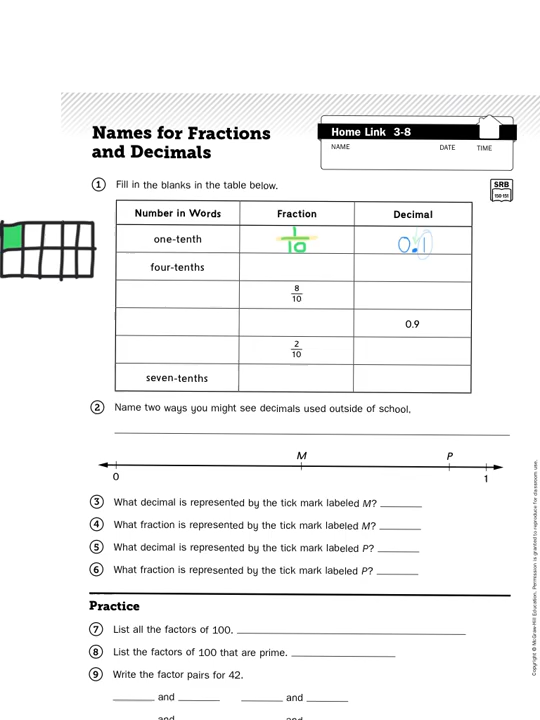 Names for Fractions
and Decimals
Home Link 3-8
NAME DATE TIME
① Fill in the blanks in the table below.
SRB
150-151
Number in Words Fraction Decimal
one-tenth 1/10 0.1
four-tenths
8/10
0.9
2/10
seven-tenths
② Name two ways you might see decimals used outside of school.
M P
0 1
③ What decimal is represented by the tick mark labeled M?
④ What fraction is represented by the tick mark labeled M?
⑤ What decimal is represented by the tick mark labeled P?
⑥ What fraction is represented by the tick mark labeled P?
Practice
⑦ List all the factors of 100.
⑧ List the factors of 100 that are prime.
⑨ Write the factor pairs for 42.
and and
and and
Copyright © McGraw-Hill Education. Permission is granted to reproduce for classroom use.